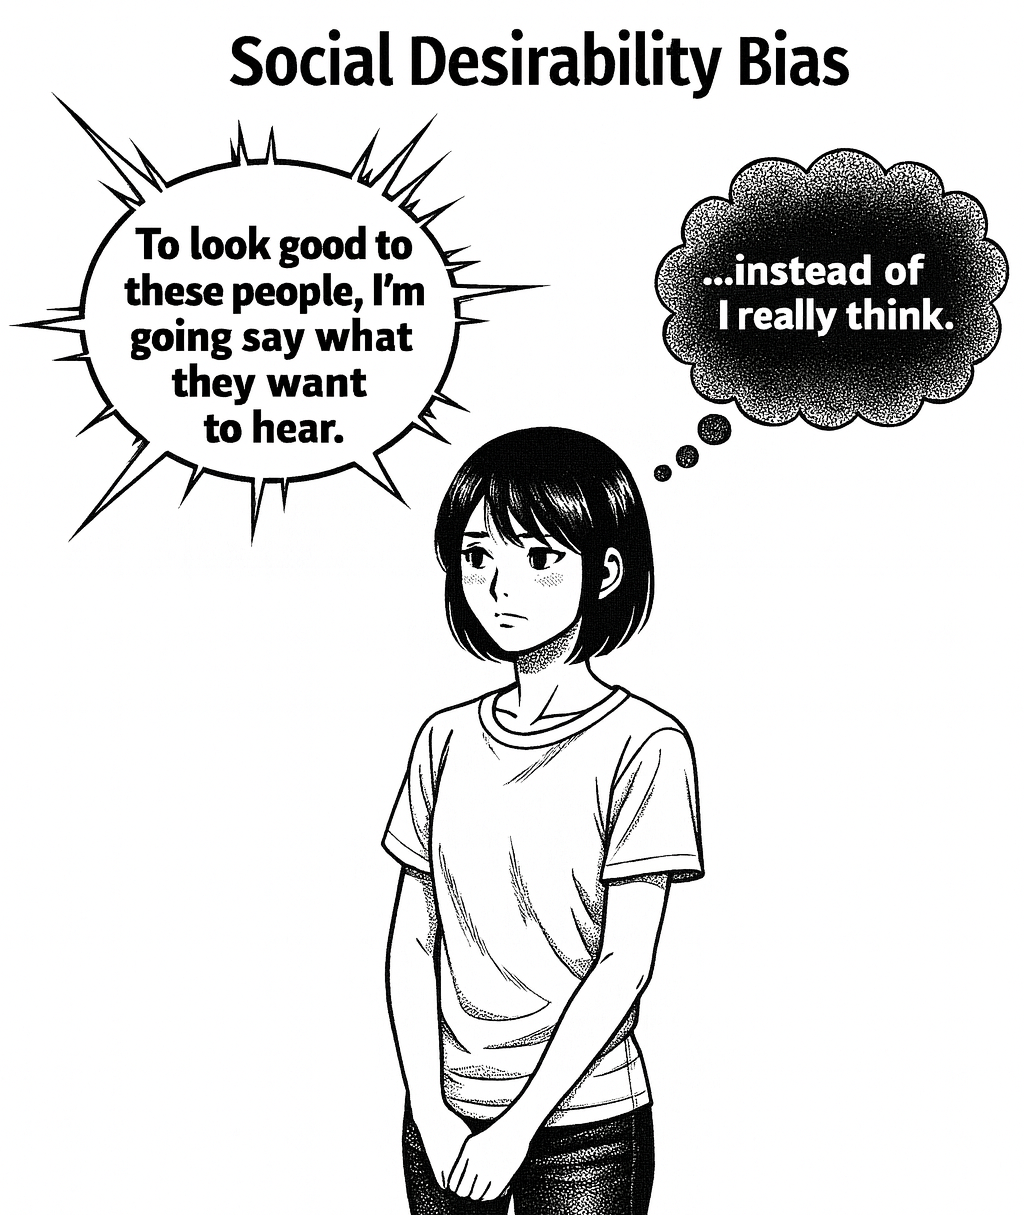 Social Desirability Bias
To look good to
these people, I'm
going say what
they want
to hear.
...instead of
I really think.